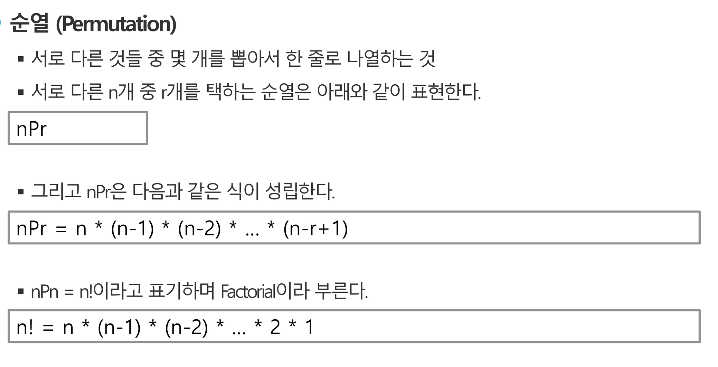 순열 (Permutation)
▪ 서로 다른 것들 중 몇 개를 뽑아서 한 줄로 나열하는 것
▪ 서로 다른 n개 중 r개를 택하는 순열은 아래와 같이 표현한다.
nPr
▪ 그리고 nPr은 다음과 같은 식이 성립한다.
nPr = n * (n-1) * (n-2) * ... * (n-r+1)
▪ nPn = n!이라고 표기하며 Factorial이라 부른다.
n! = n * (n-1) * (n-2) * ... * 2 * 1